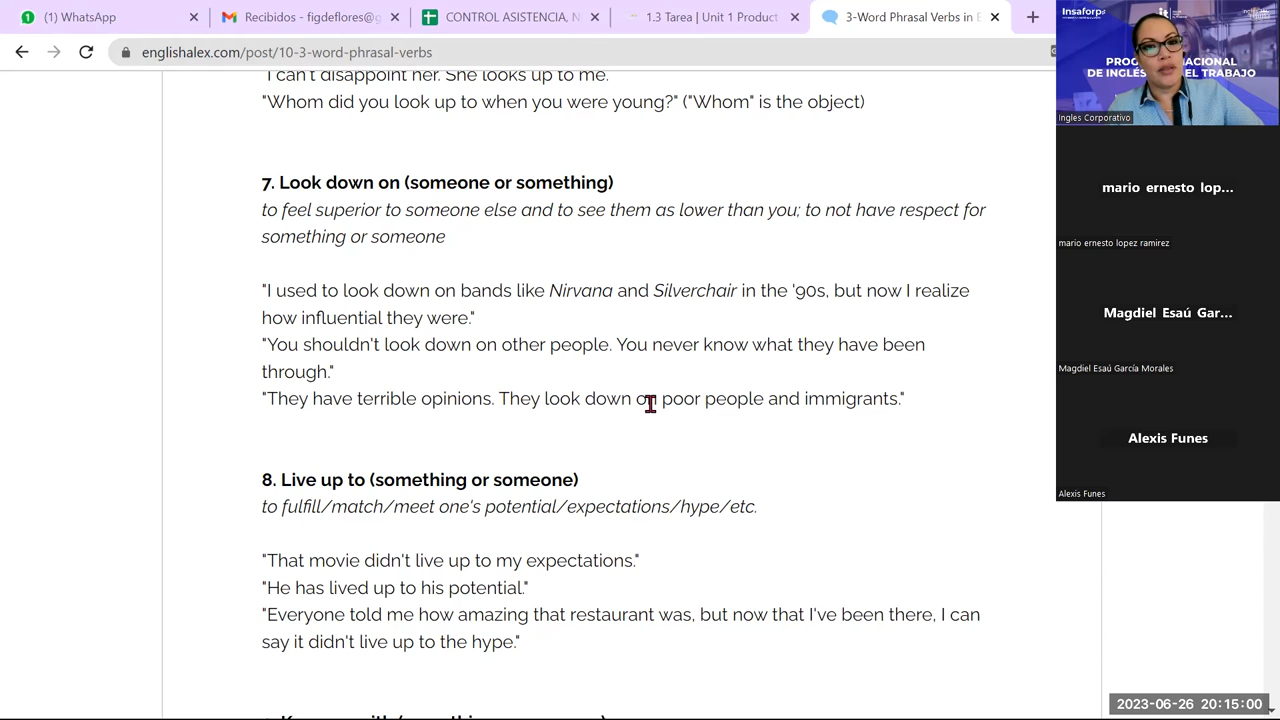 (1) WhatsApp
Recibidos - figdeflores
CONTROL ASISTEN
1.3 Tarea | Unit 1 Product
3-Word Phrasal Verbs in E
englishalex.com/post/10-3-word-phrasal-verbs
"I can't disappoint her. She looks up to me."
"Whom did you look up to when you were young?" ("Whom" is the object)
7. Look down on (someone or something)
to feel superior to someone else and to see them as lower than you; to not have respect for
something or someone
"I used to look down on bands like Nirvana and Silverchair in the '90s, but now I realize
how influential they were."
"You shouldn't look down on other people. You never know what they have been
through."
"They have terrible opinions. They look down on poor people and immigrants."
8. Live up to (something or someone)
to fulfill/match/meet one's potential/expectations/hype/etc.
"That movie didn't live up to my expectations."
"He has lived up to his potential."
"Everyone told me how amazing that restaurant was, but now that I've been there, I can
say it didn't live up to the hype."
Insaforp
PRO ACIONAL
DE INGLÉS EL TRABAJO
Ingles Corporativo
mario ernesto lop...
mario ernesto lopez ramirez
Magdiel Esaú Gar...
Magdiel Esaú García Morales
Alexis Funes
Alexis Funes
2023-06-26 20:15:00